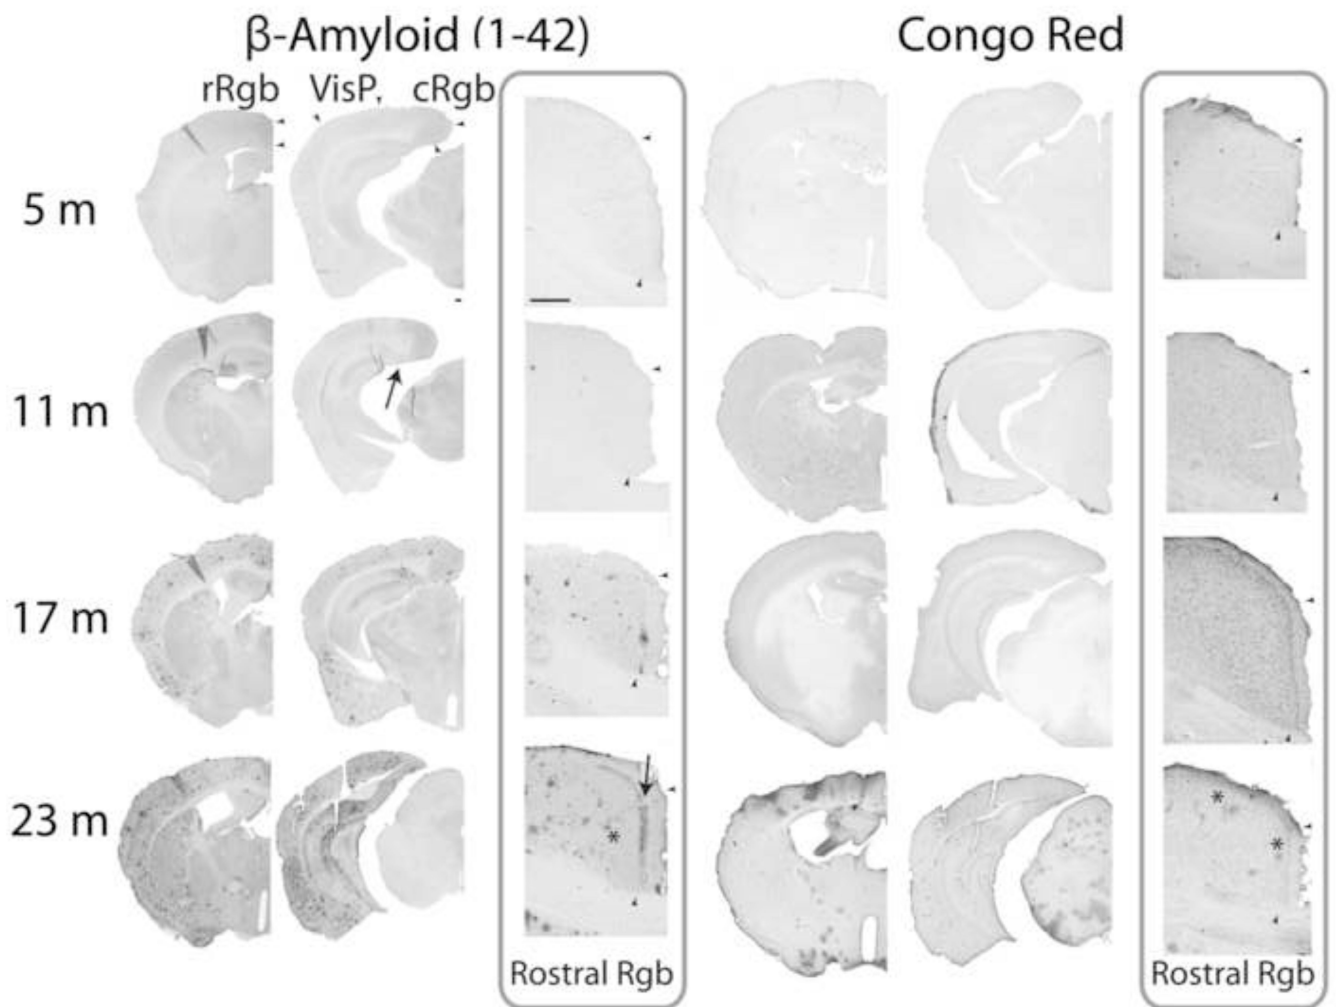 β-Amyloid (1-42)
Congo Red
rRgb VisP, cRgb
5 m
11 m
17 m
23 m
*
* *
Rostral Rgb
Rostral Rgb